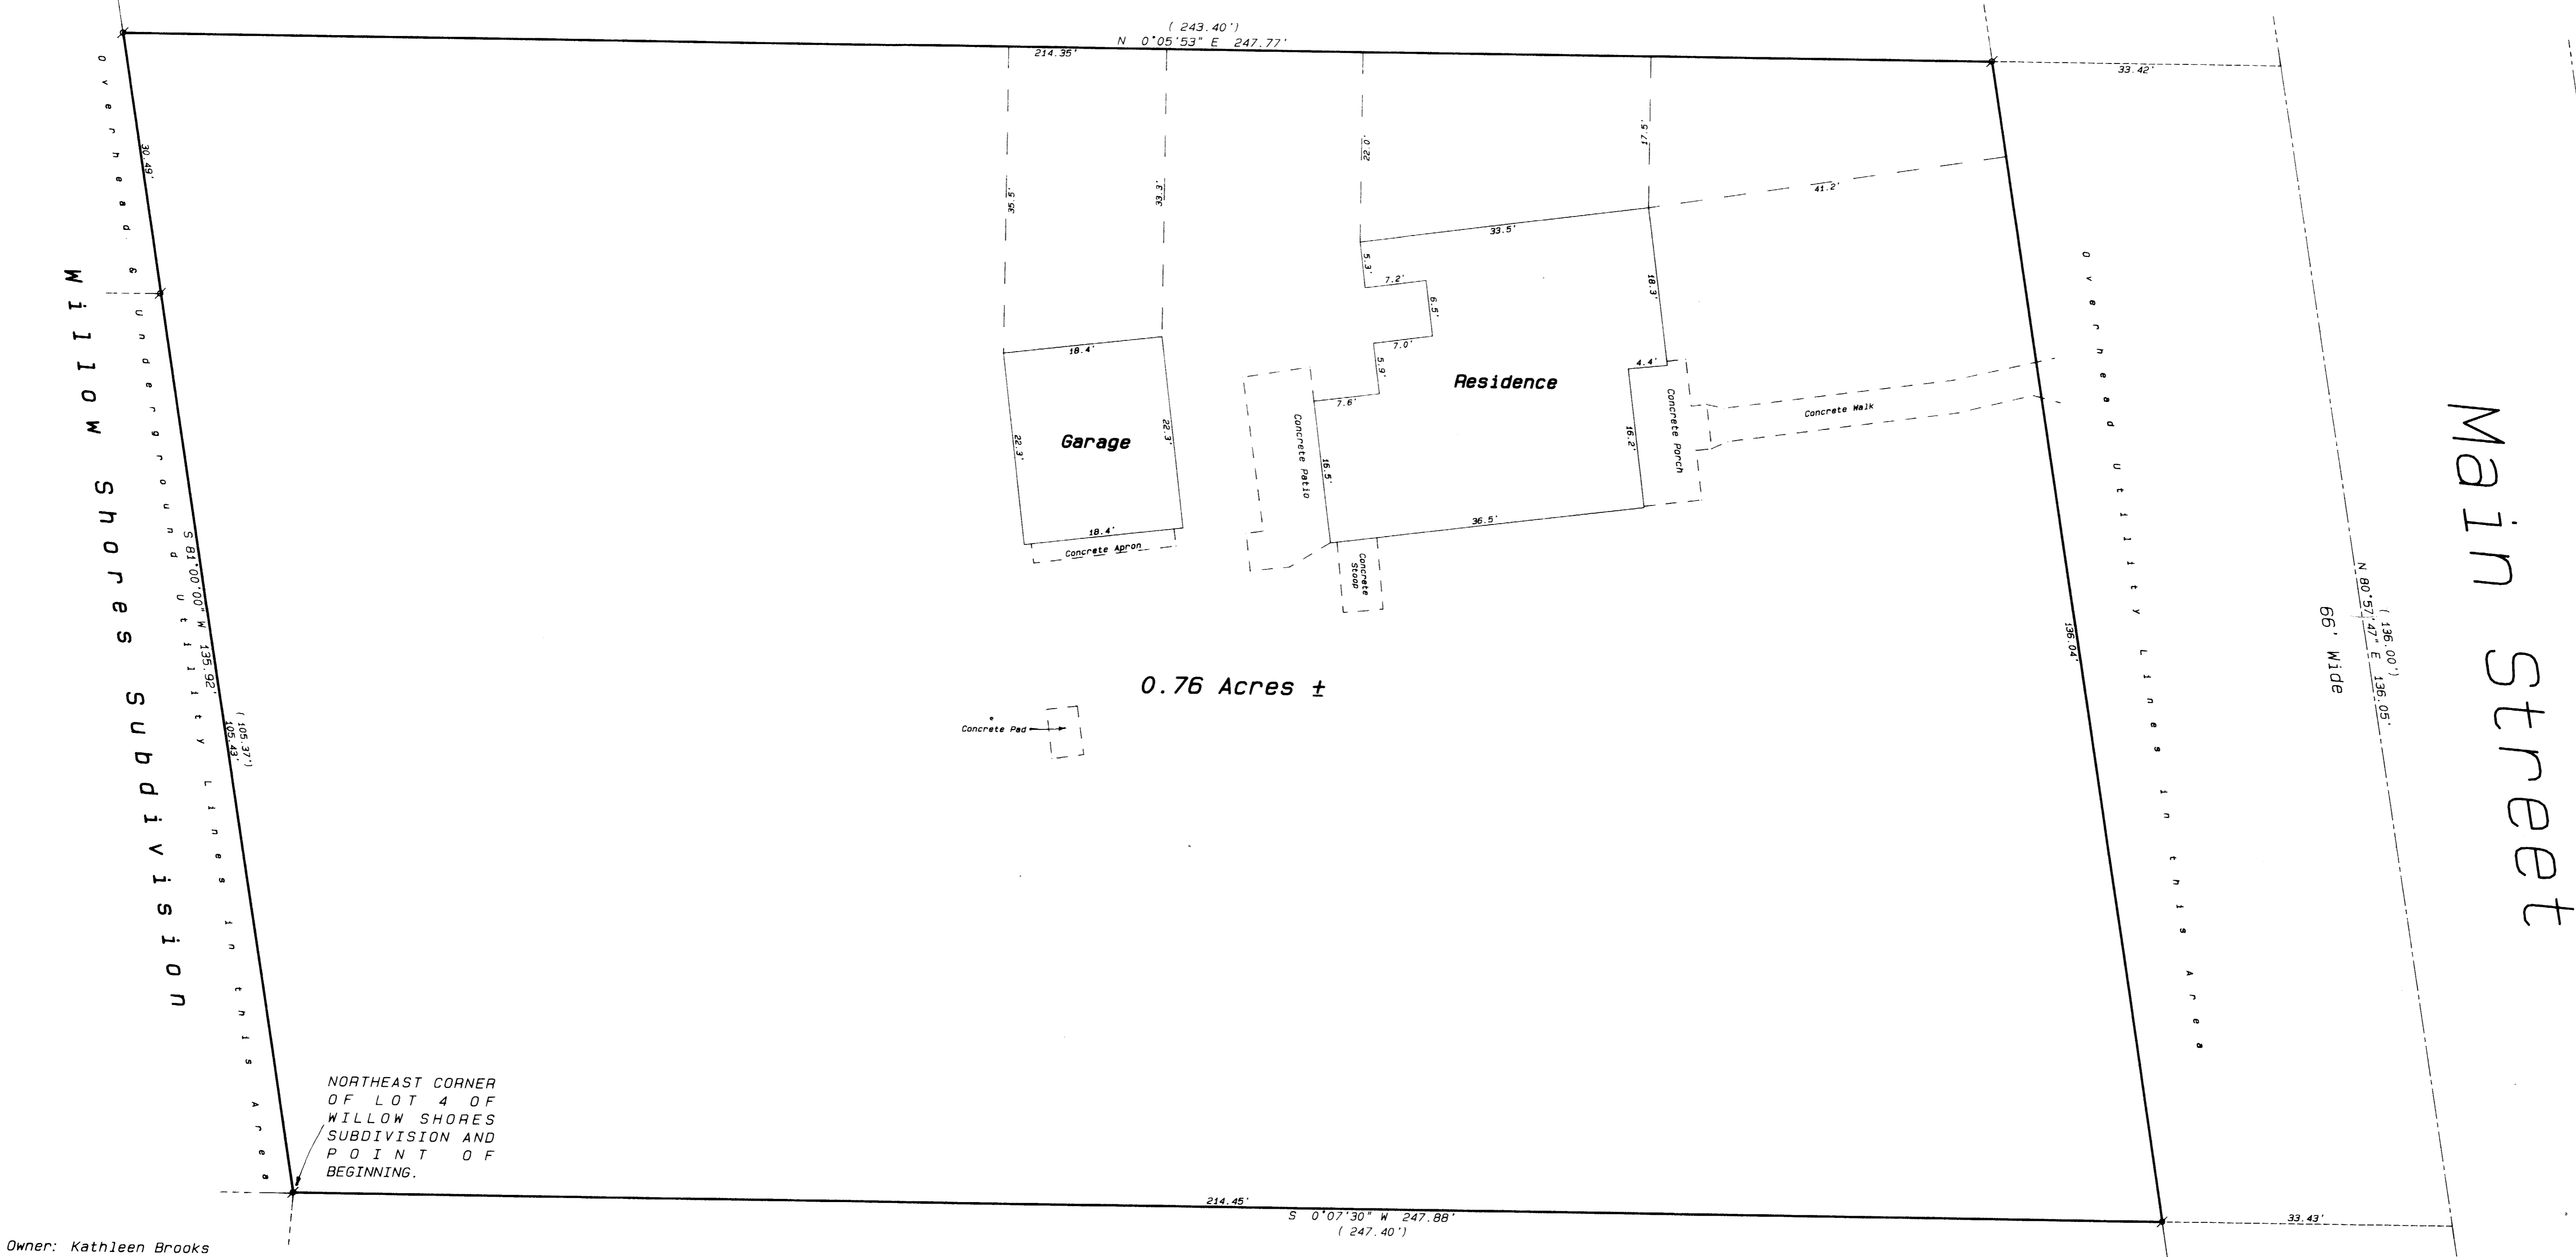 ( 243.40')
N 0°05'53" E 247.77'
214.35'
33.42'
30.49'
Overhead & Underground Utility Lines in this Area
Willow Shores Subdivision
S 81°00'00" W 135.92'
( 105.37')
105.43'
35.5'
33.3'
22.0'
17.5'
41.2'
33.5'
5.3'
7.2'
6.5'
7.0'
5.9'
7.6'
18.3'
4.4'
16.2'
16.5'
36.5'
Residence
Concrete Porch
Concrete Walk
Concrete Patio
Concrete
Stoop
18.4'
22.3'
22.3'
Garage
18.4'
Concrete Apron
0.76 Acres ±
Concrete Pad
Overhead Utility Lines in this Area
136.04'
66' Wide
( 136.00')
N 80°57'47" E 136.05'
Main Street
NORTHEAST CORNER
OF LOT 4 OF
WILLOW SHORES
SUBDIVISION AND
POINT OF
BEGINNING.
214.45'
S 0°07'30" W 247.88'
( 247.40')
33.43'
Owner: Kathleen Brooks